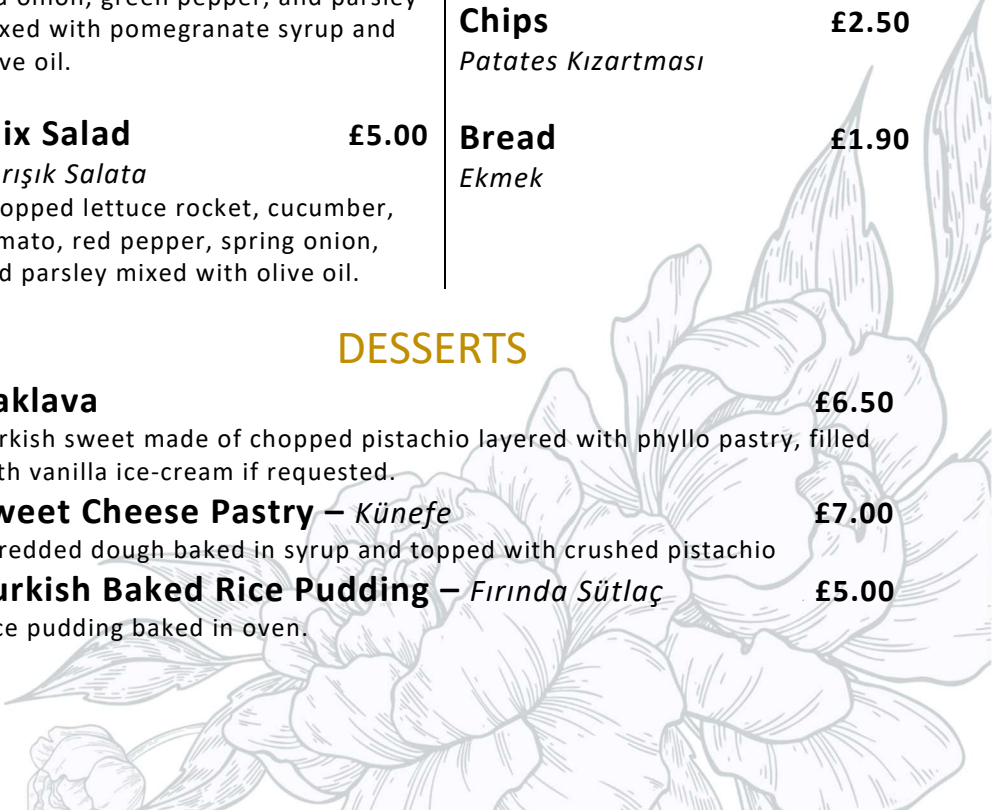 d onion, green pepper, and parsley
xed with pomegranate syrup and
ve oil.
ix Salad £5.00
rışık Salata
opped lettuce rocket, cucumber,
mato, red pepper, spring onion,
d parsley mixed with olive oil.
Chips £2.50
Patates Kızartması
Bread £1.90
Ekmek
DESSERTS
aklava £6.50
rkish sweet made of chopped pistachio layered with phyllo pastry, filled
th vanilla ice-cream if requested.
weet Cheese Pastry – Künefe £7.00
redded dough baked in syrup and topped with crushed pistachio
urkish Baked Rice Pudding – Fırında Sütlaç £5.00
ce pudding baked in oven.